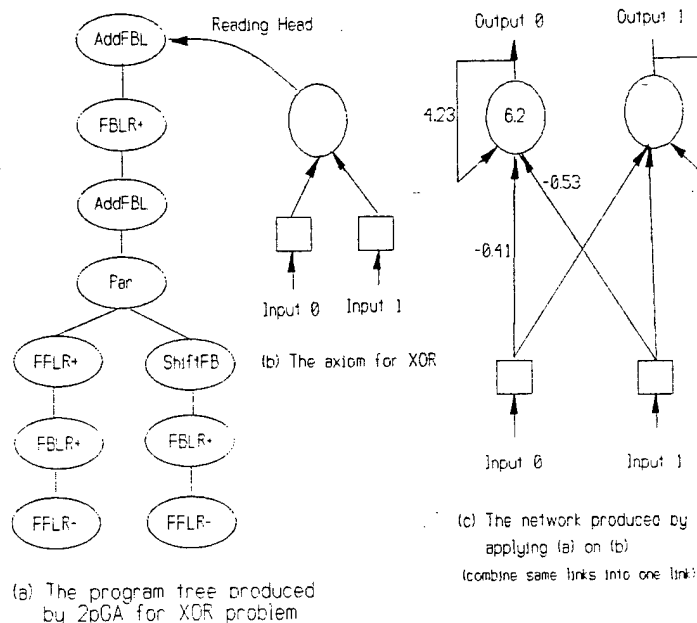 AddFBL
FBLR+
AddFBL
Par
FFLR+
ShiftFB
FBLR+
FBLR+
FFLR-
FFLR-
(a) The program tree produced
by 2pGA for XOR problem
Reading Head
Input 0
Input 1
(b) The axiom for XOR
Output 0
Output 1
4.23
6.2
-0.53
-0.41
Input 0
Input 1
(c) The network produced by
applying (a) on (b)
(combine same links into one link)